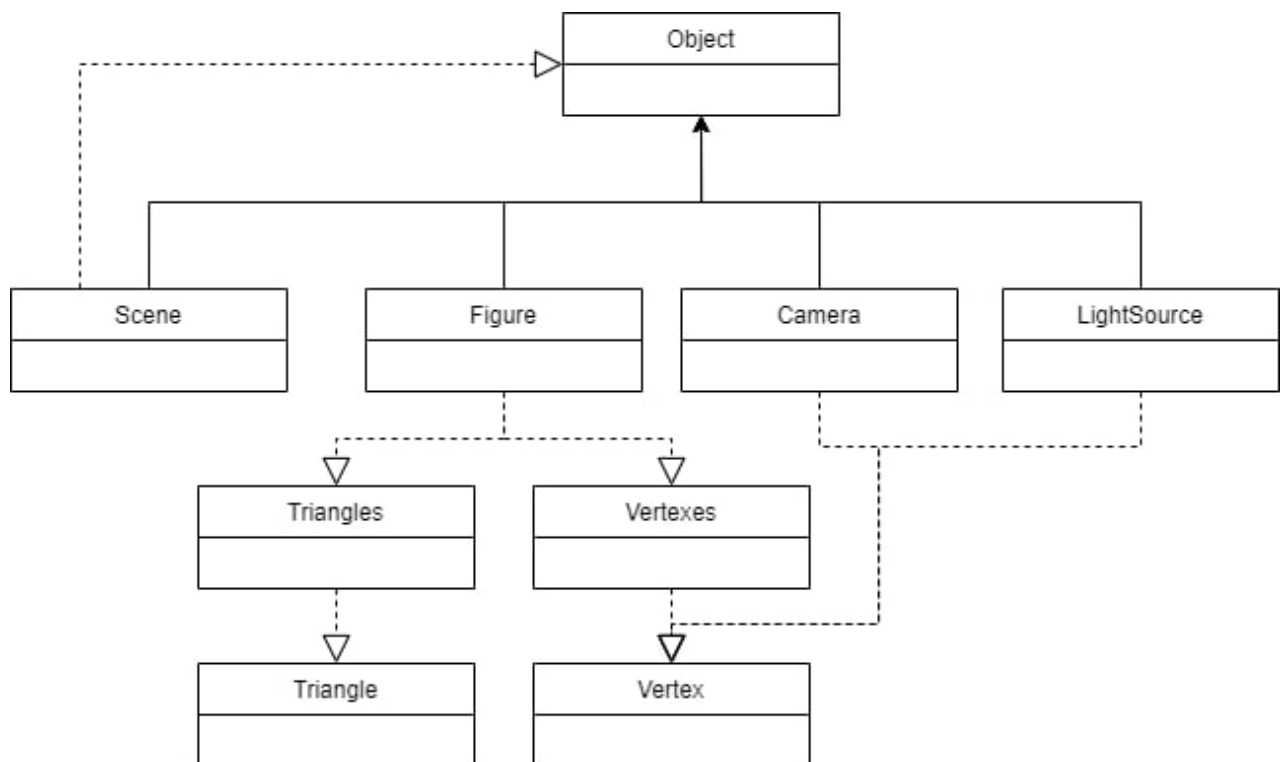 Object
Scene
Figure
Camera
LightSource
Triangles
Vertexes
Triangle
Vertex